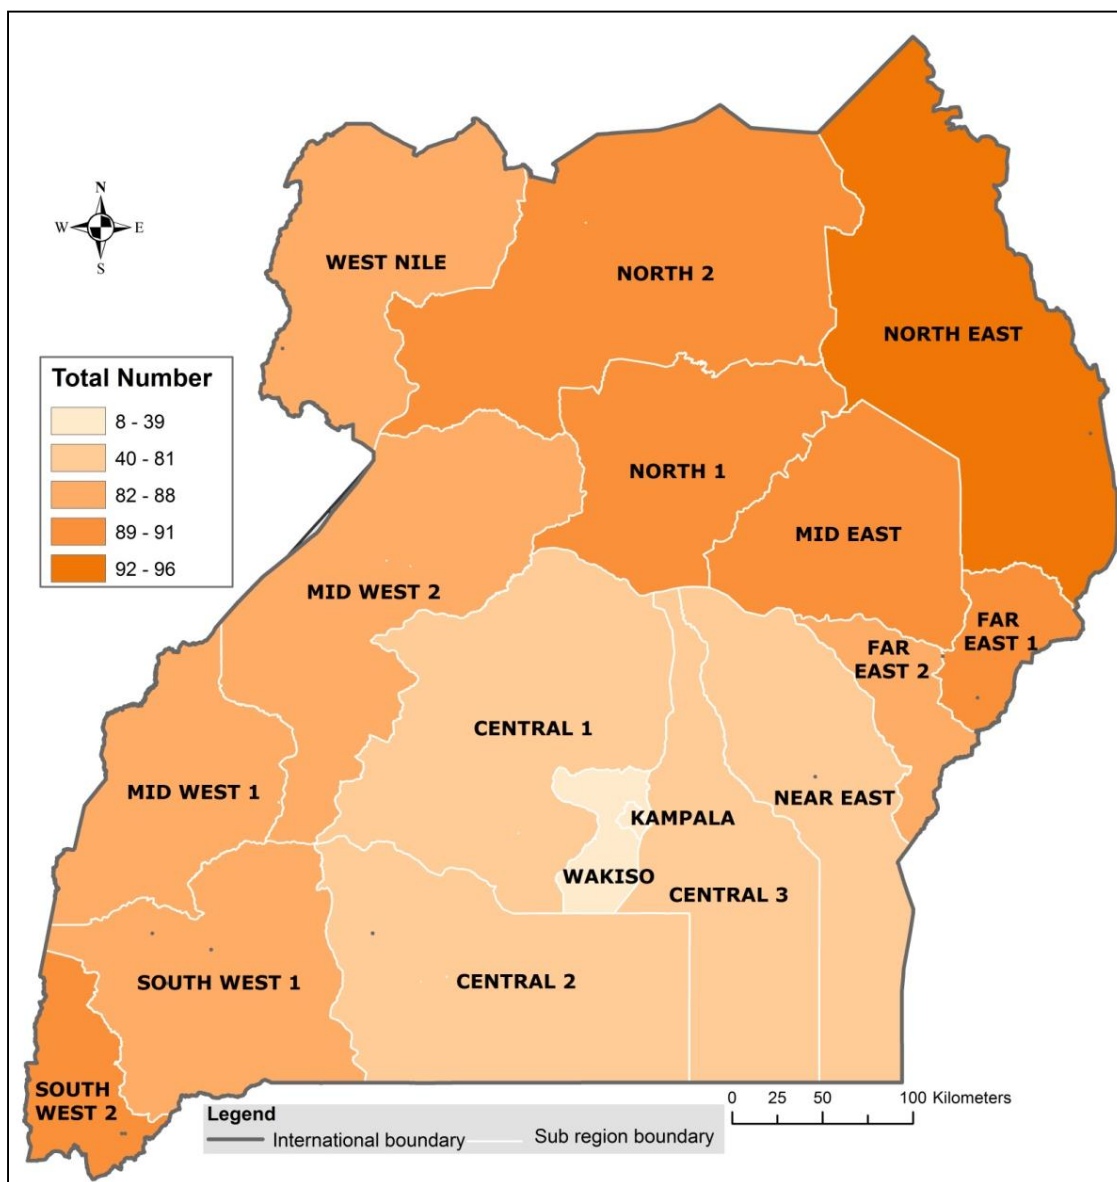 N
W E
S
WEST NILE
NORTH 2
NORTH EAST
Total Number
8 - 39
40 - 81
82 - 88
89 - 91
92 - 96
NORTH 1
MID EAST
MID WEST 2
FAR
EAST 1
FAR
EAST 2
CENTRAL 1
MID WEST 1
NEAR EAST
KAMPALA
WAKISO
CENTRAL 3
SOUTH WEST 1
CENTRAL 2
SOUTH
WEST 2
0 25 50 100 Kilometers
Legend
International boundary Sub region boundary